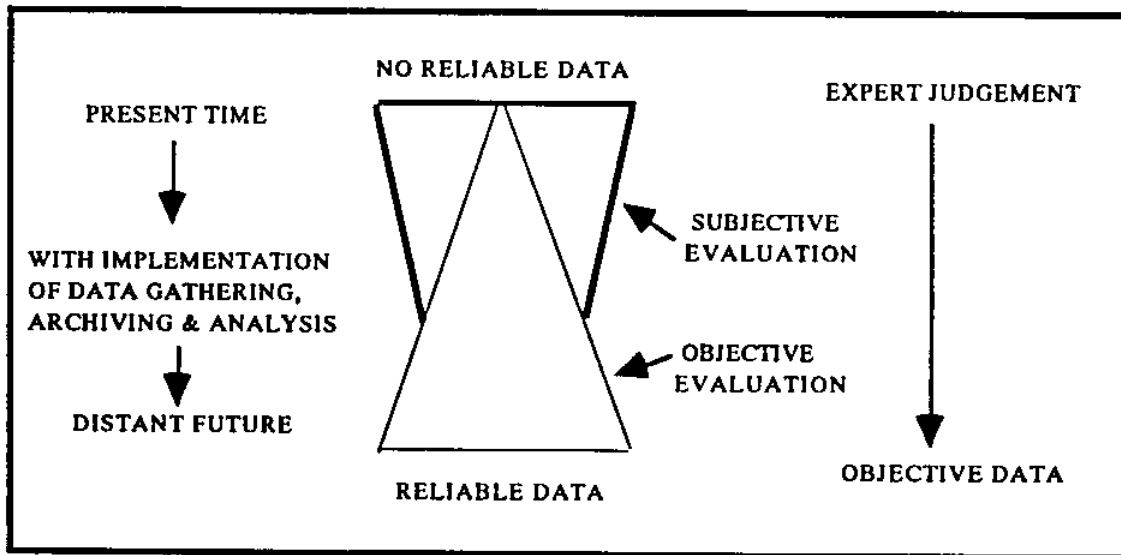 NO RELIABLE DATA
PRESENT TIME
WITH IMPLEMENTATION
OF DATA GATHERING,
ARCHIVING & ANALYSIS
DISTANT FUTURE
SUBJECTIVE
EVALUATION
OBJECTIVE
EVALUATION
RELIABLE DATA
EXPERT JUDGEMENT
OBJECTIVE DATA